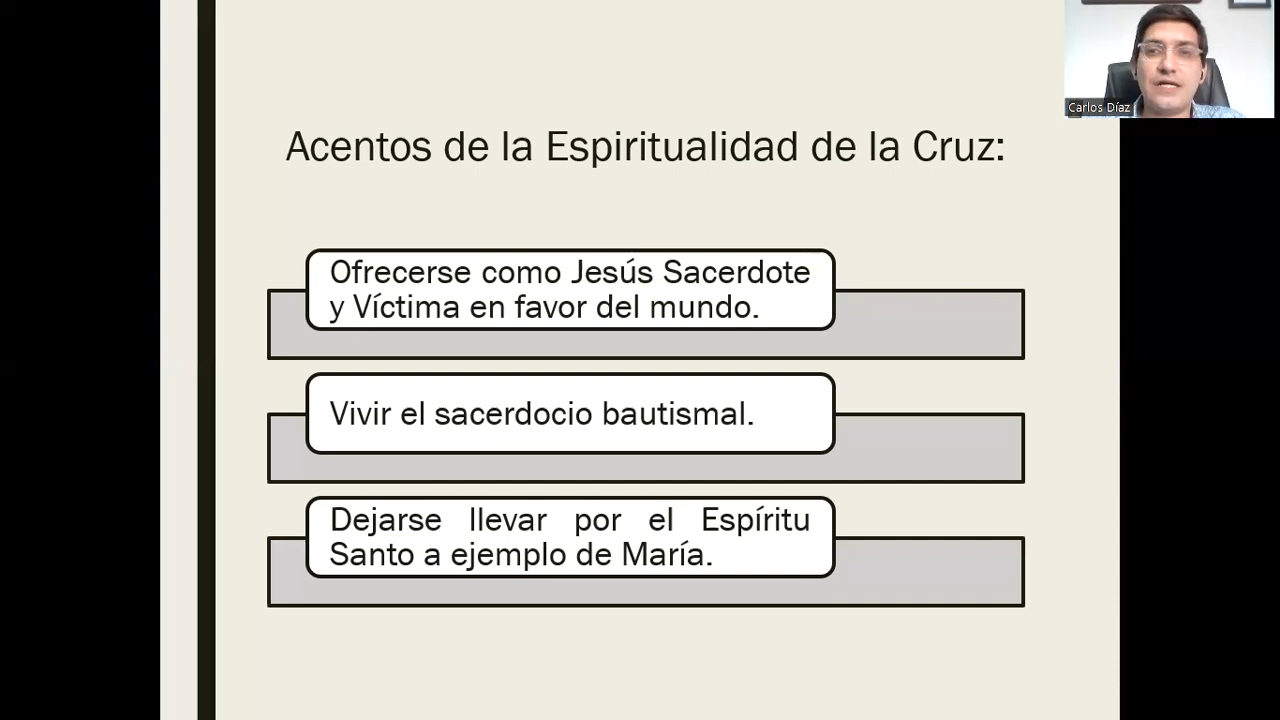 Carlos Díaz
Acentos de la Espiritualidad de la Cruz:
Ofrecerse como Jesús Sacerdote
y Víctima en favor del mundo.
Vivir el sacerdocio bautismal.
Dejarse llevar por el Espíritu
Santo a ejemplo de María.